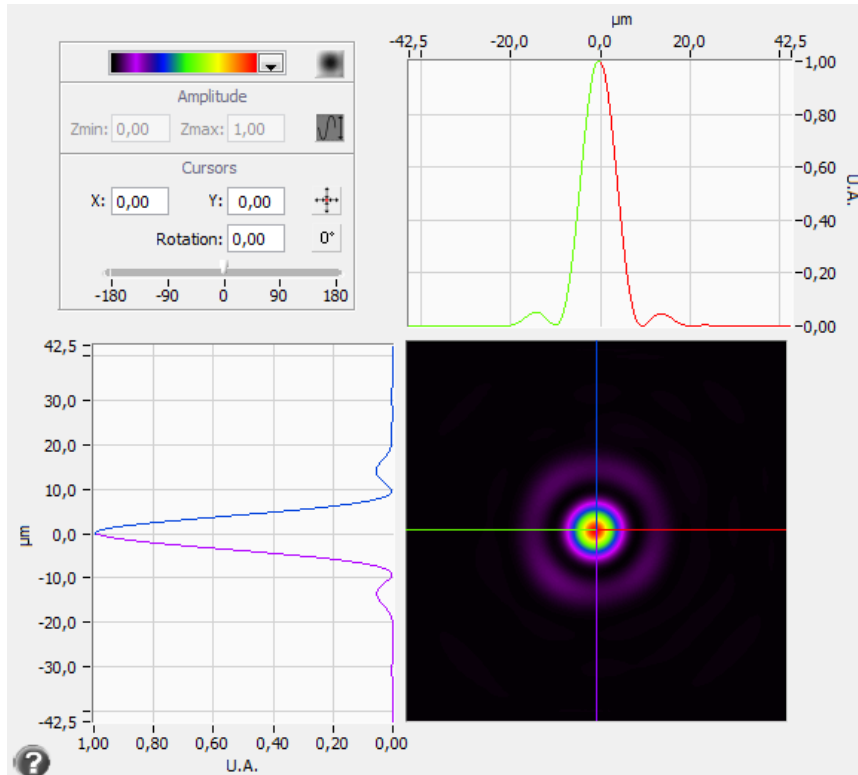 µm
-42,5 -20,0 0,0 20,0 42,5
Amplitude
Zmin: 0,00 Zmax: 1,00
Cursors
X: 0,00 Y: 0,00
Rotation: 0,00 0°
-180 -90 0 90 180
1,00
0,80
0,60
0,40
0,20
0,00
U.A.
42,5
30,0
20,0
10,0
0,0
-10,0
-20,0
-30,0
-42,5
µm
1,00 0,80 0,60 0,40 0,20 0,00
U.A.
?